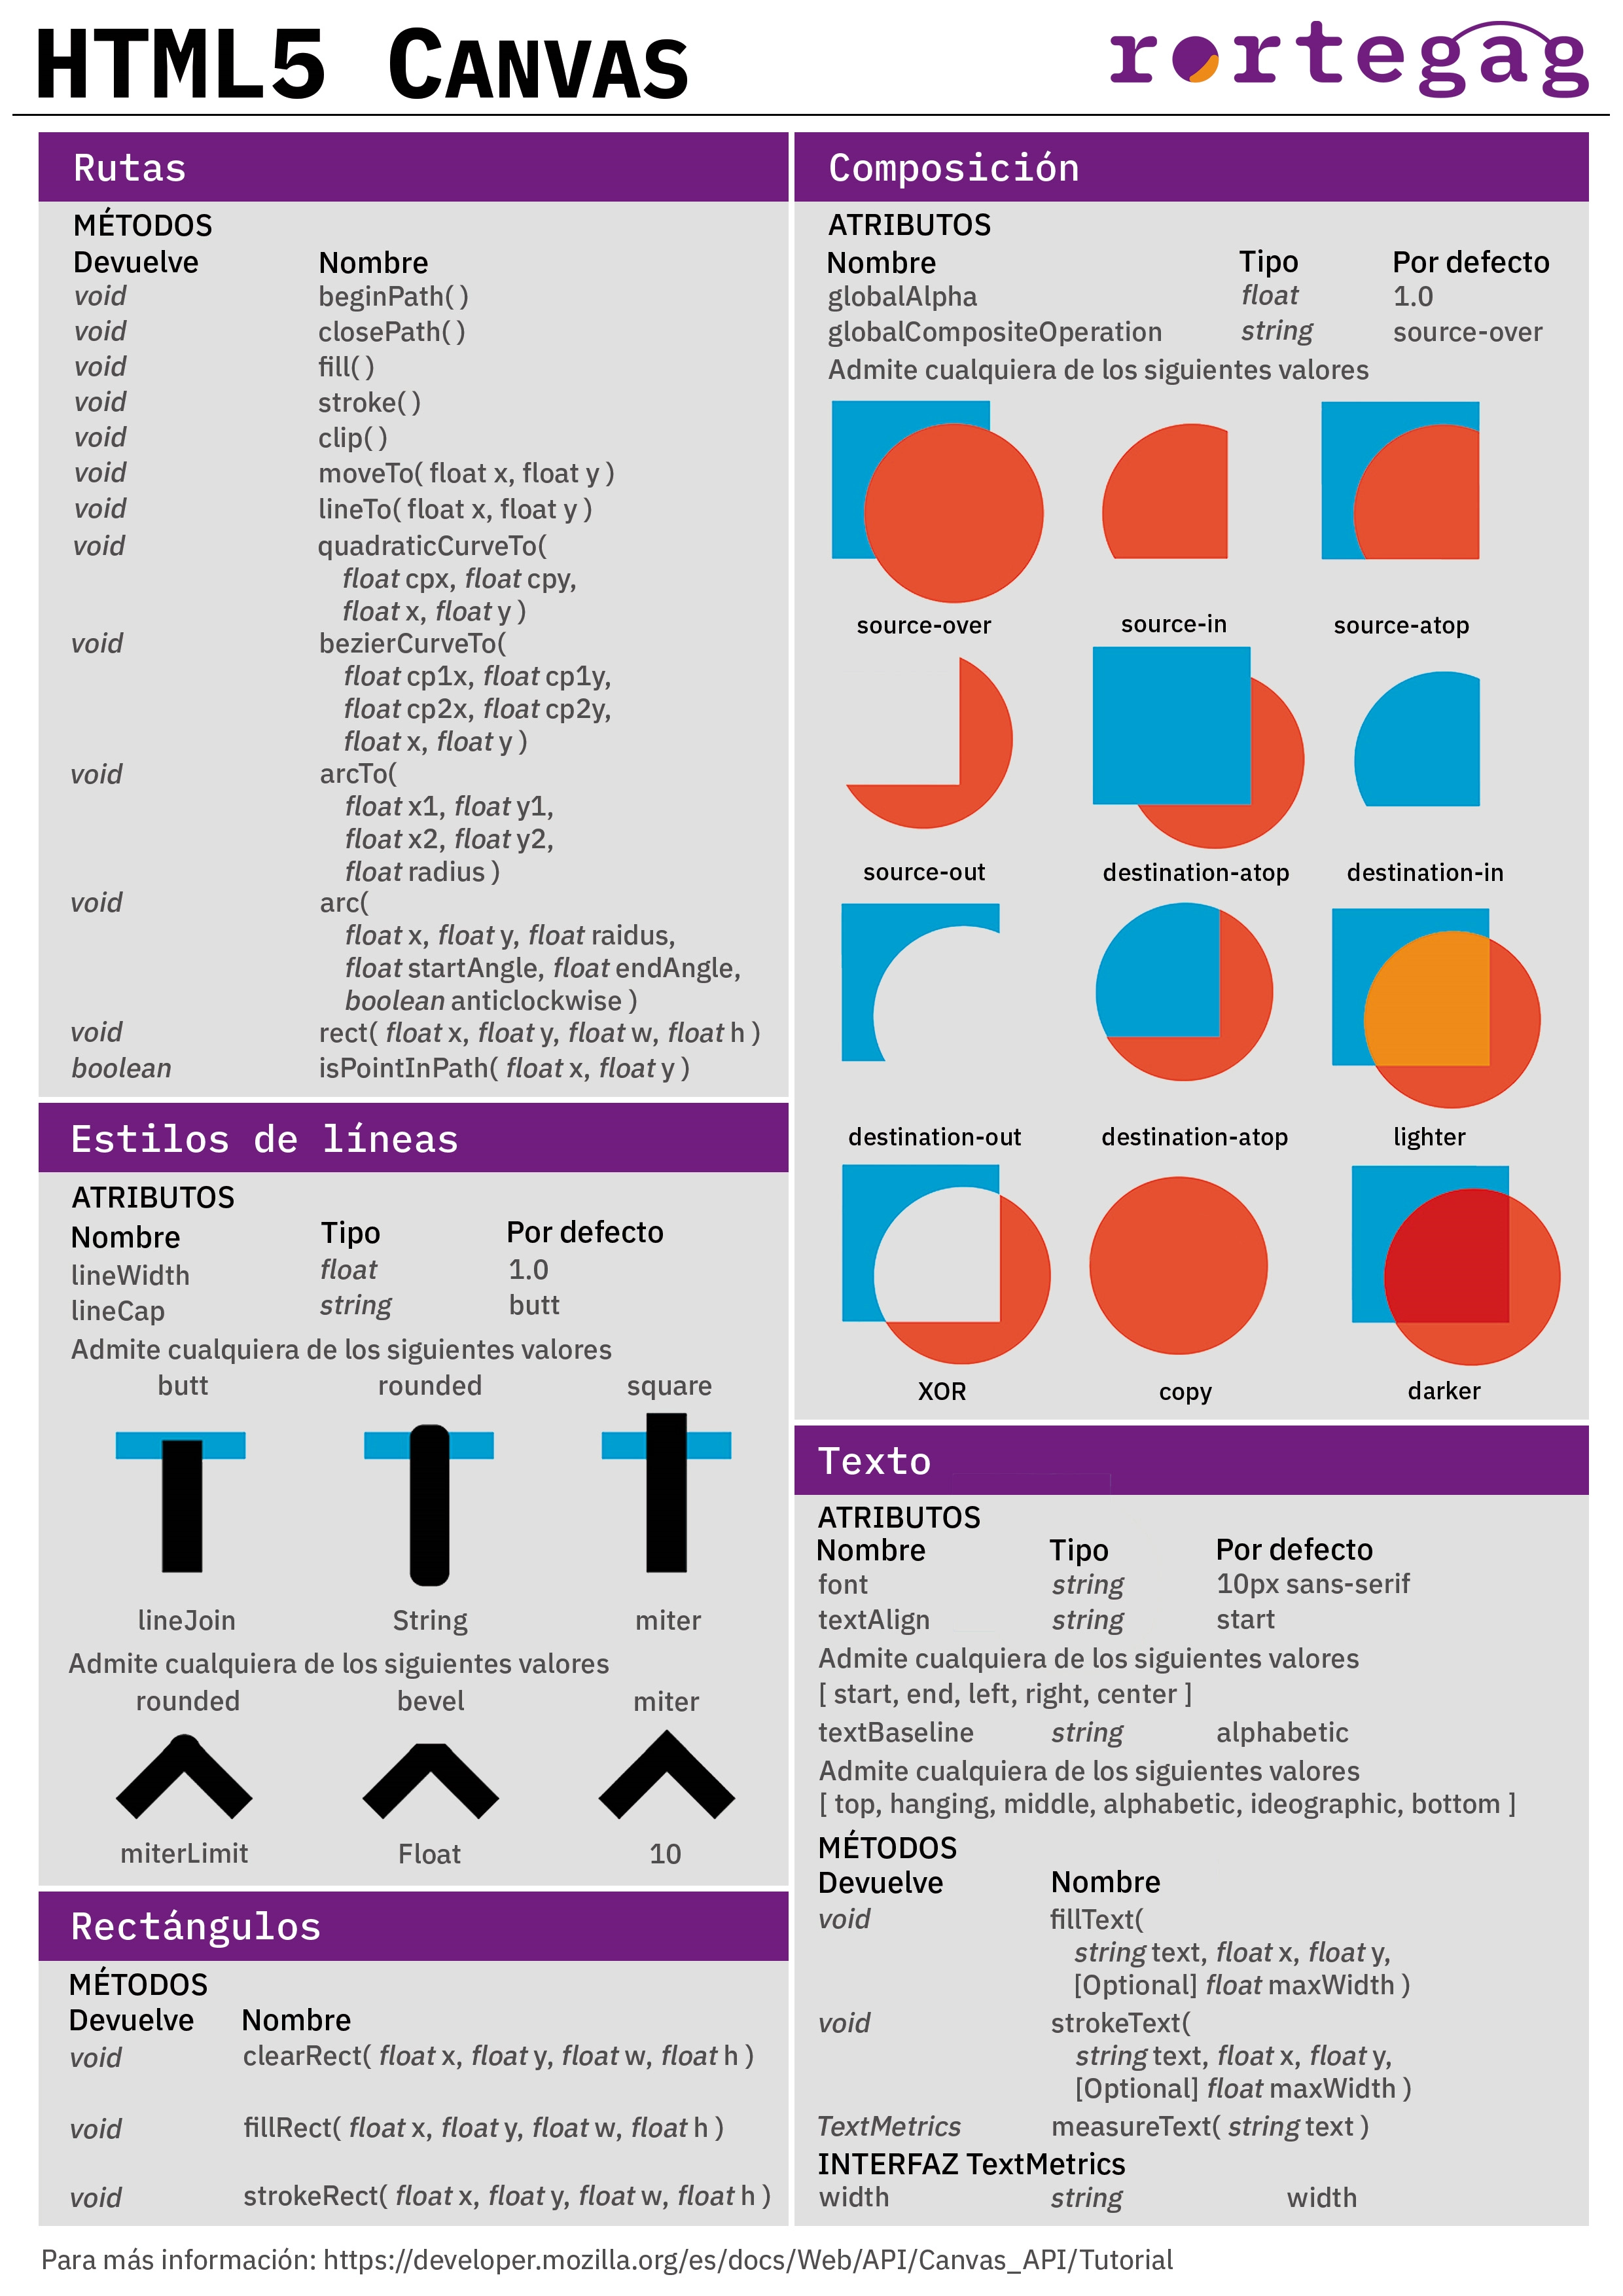 HTML5 CANVAS
rortegag
Rutas
MÉTODOS
Devuelve Nombre
void beginPath( )
void closePath( )
void fill( )
void stroke( )
void clip( )
void moveTo( float x, float y )
void lineTo( float x, float y )
void quadraticCurveTo(
float cpx, float cpy,
float x, float y )
void bezierCurveTo(
float cp1x, float cp1y,
float cp2x, float cp2y,
float x, float y )
void arcTo(
float x1, float y1,
float x2, float y2,
float radius )
void arc(
float x, float y, float raidus,
float startAngle, float endAngle,
boolean anticlockwise )
void rect( float x, float y, float w, float h )
boolean isPointInPath( float x, float y )
Estilos de líneas
ATRIBUTOS
Nombre Tipo Por defecto
lineWidth float 1.0
lineCap string butt
Admite cualquiera de los siguientes valores
butt rounded square
lineJoin String miter
Admite cualquiera de los siguientes valores
rounded bevel miter
miterLimit Float 10
Rectángulos
MÉTODOS
Devuelve Nombre
void clearRect( float x, float y, float w, float h )
void fillRect( float x, float y, float w, float h )
void strokeRect( float x, float y, float w, float h )
Composición
ATRIBUTOS
Nombre Tipo Por defecto
globalAlpha float 1.0
globalCompositeOperation string source-over
Admite cualquiera de los siguientes valores
source-over source-in source-atop
source-out destination-atop destination-in
destination-out destination-atop lighter
XOR copy darker
Texto
ATRIBUTOS
Nombre Tipo Por defecto
font string 10px sans-serif
textAlign string start
Admite cualquiera de los siguientes valores
[ start, end, left, right, center ]
textBaseline string alphabetic
Admite cualquiera de los siguientes valores
[ top, hanging, middle, alphabetic, ideographic, bottom ]
MÉTODOS
Devuelve Nombre
void fillText(
string text, float x, float y,
[Optional] float maxWidth )
void strokeText(
string text, float x, float y,
[Optional] float maxWidth )
TextMetrics measureText( string text )
INTERFAZ TextMetrics
width string width
Para más información: https://developer.mozilla.org/es/docs/Web/API/Canvas_API/Tutorial